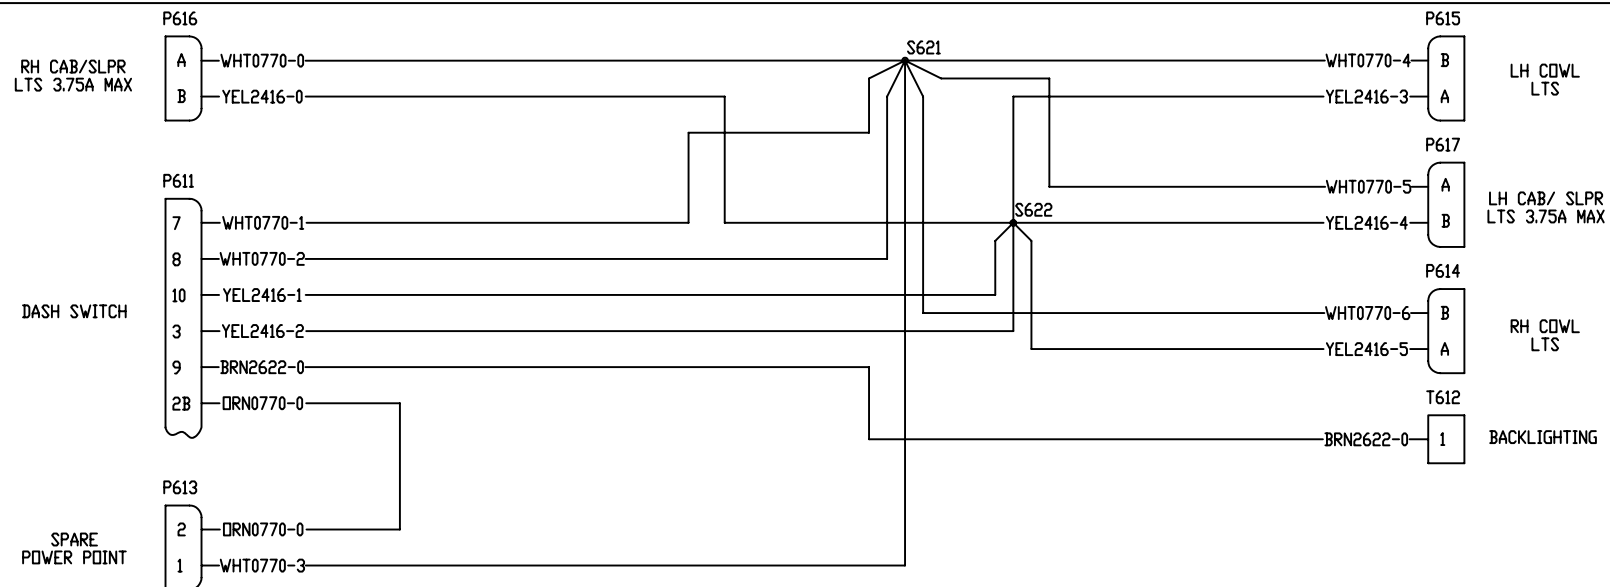 P616
RH CAB/SLPR
LTS 3.75A MAX
A WHT0770-0
B YEL2416-0
P611
DASH SWITCH
7 WHT0770-1
8 WHT0770-2
10 YEL2416-1
3 YEL2416-2
9 BRN2622-0
2B ORN0770-0
P613
SPARE
POWER POINT
2 ORN0770-0
1 WHT0770-3
S621
S622
P615
WHT0770-4 B
YEL2416-3 A
LH COWL
LTS
P617
WHT0770-5 A
YEL2416-4 B
LH CAB/ SLPR
LTS 3.75A MAX
P614
WHT0770-6 B
YEL2416-5 A
RH COWL
LTS
T612
BRN2622-0 1
BACKLIGHTING